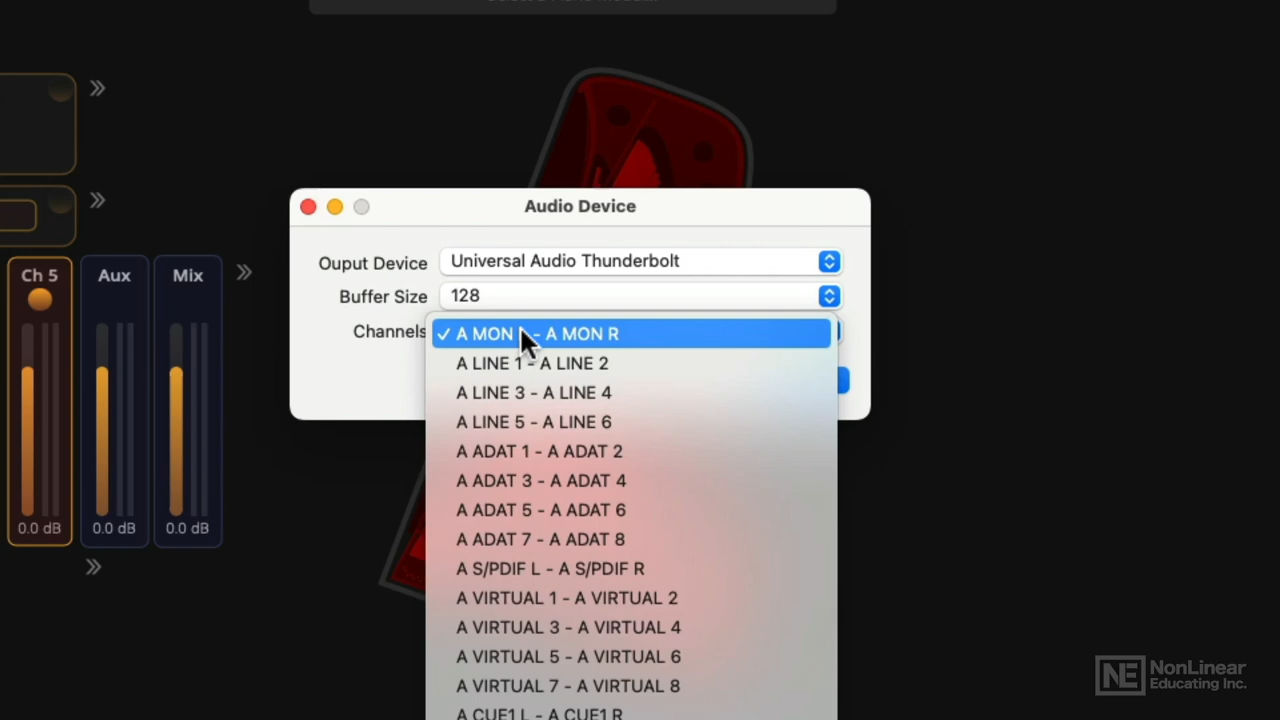 Audio Device
Ouput Device Universal Audio Thunderbolt
Buffer Size 128
Channels A MON L - A MON R
A LINE 1 - A LINE 2
A LINE 3 - A LINE 4
A LINE 5 - A LINE 6
A ADAT 1 - A ADAT 2
A ADAT 3 - A ADAT 4
A ADAT 5 - A ADAT 6
A ADAT 7 - A ADAT 8
A S/PDIF L - A S/PDIF R
A VIRTUAL 1 - A VIRTUAL 2
A VIRTUAL 3 - A VIRTUAL 4
A VIRTUAL 5 - A VIRTUAL 6
A VIRTUAL 7 - A VIRTUAL 8
A CUE1 L - A CUE1 R
Ch 5 Aux Mix
0.0 dB 0.0 dB 0.0 dB
NE NonLinear
Educating Inc.